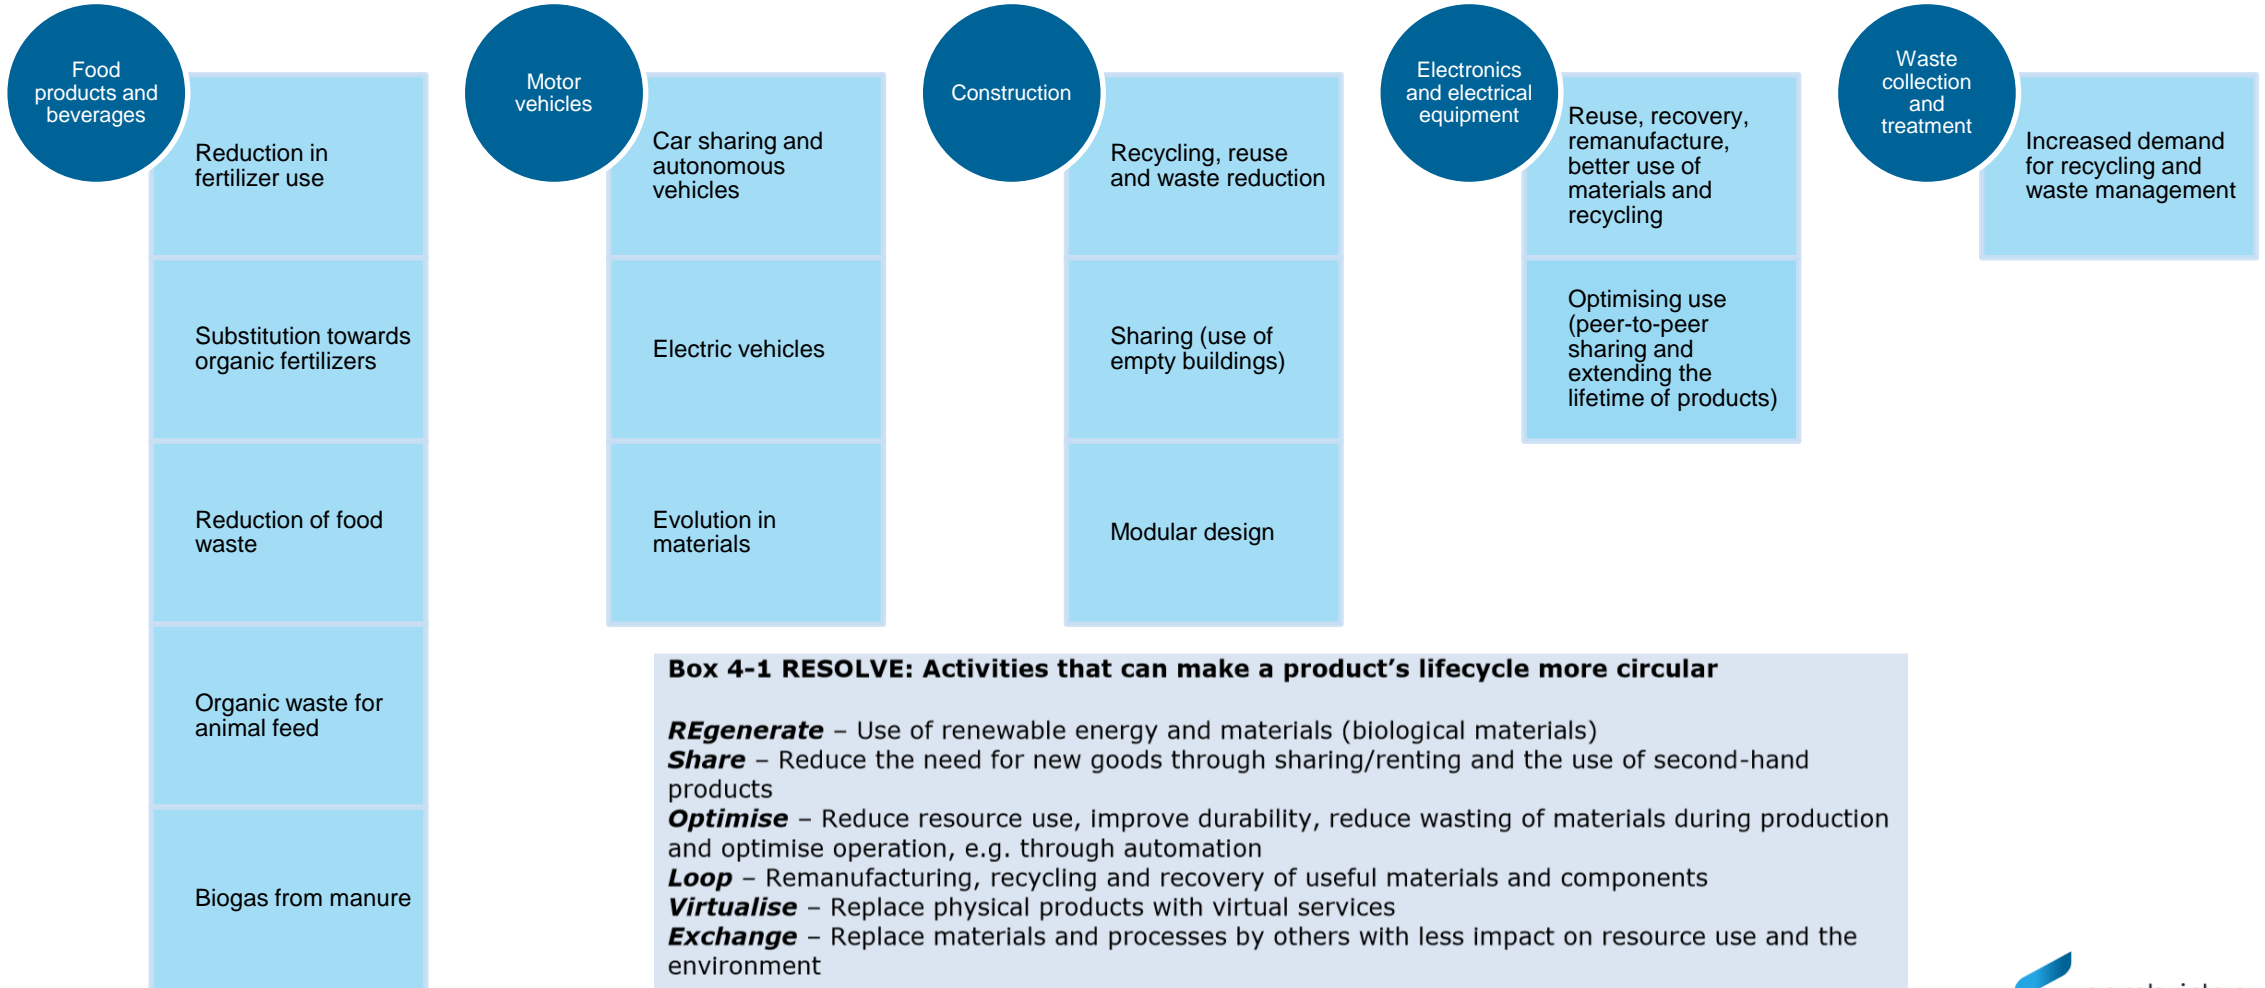 Food
products and
beverages
Reduction in
fertilizer use
Substitution towards
organic fertilizers
Reduction of food
waste
Organic waste for
animal feed
Biogas from manure
Motor
vehicles
Car sharing and
autonomous
vehicles
Electric vehicles
Evolution in
materials
Construction
Recycling, reuse
and waste reduction
Sharing (use of
empty buildings)
Modular design
Electronics
and electrical
equipment
Reuse, recovery,
remanufacture,
better use of
materials and
recycling
Optimising use
(peer-to-peer
sharing and
extending the
lifetime of products)
Waste
collection
and
treatment
Increased demand
for recycling and
waste management
Box 4-1 RESOLVE: Activities that can make a product’s lifecycle more circular
REgenerate – Use of renewable energy and materials (biological materials)
Share – Reduce the need for new goods through sharing/renting and the use of second-hand
products
Optimise – Reduce resource use, improve durability, reduce wasting of materials during production
and optimise operation, e.g. through automation
Loop – Remanufacturing, recycling and recovery of useful materials and components
Virtualise – Replace physical products with virtual services
Exchange – Replace materials and processes by others with less impact on resource use and the
environment